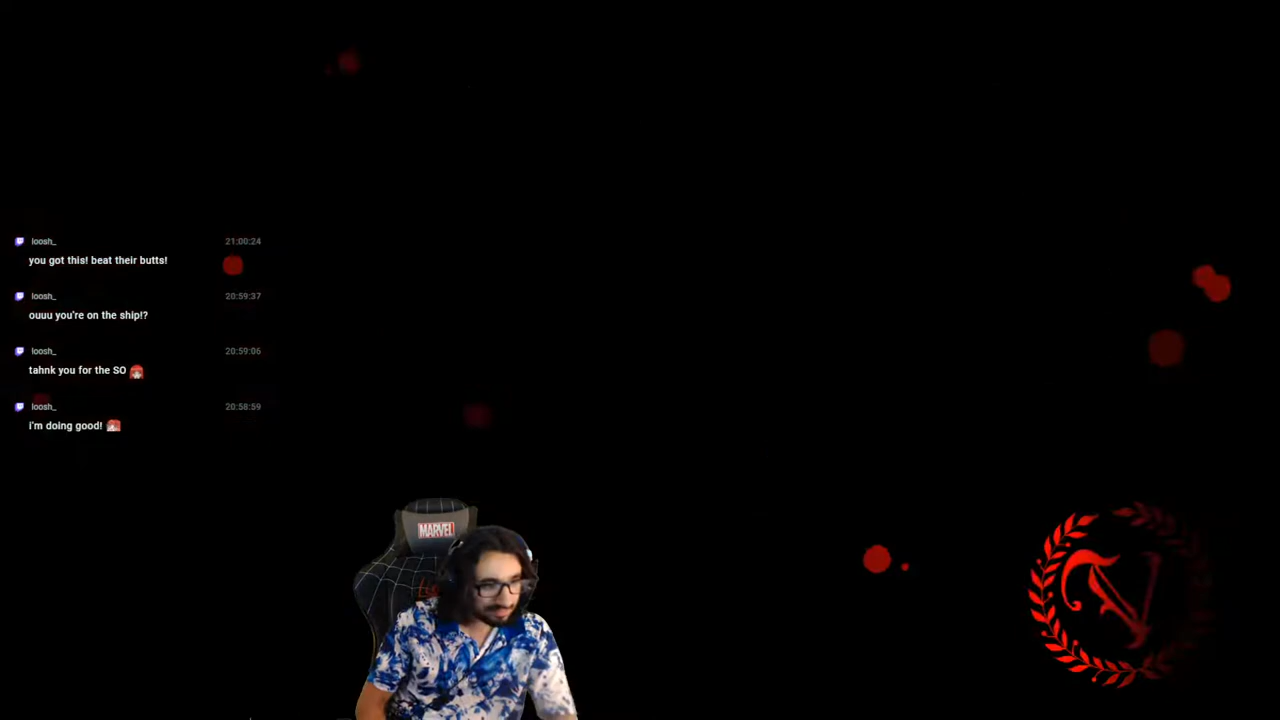 loosh_ 21:00:24
you got this! beat their butts!
loosh_ 20:59:37
ouuu you're on the ship!?
loosh_ 20:59:06
tahnk you for the SO
loosh_ 20:58:59
i'm doing good!
MARVEL